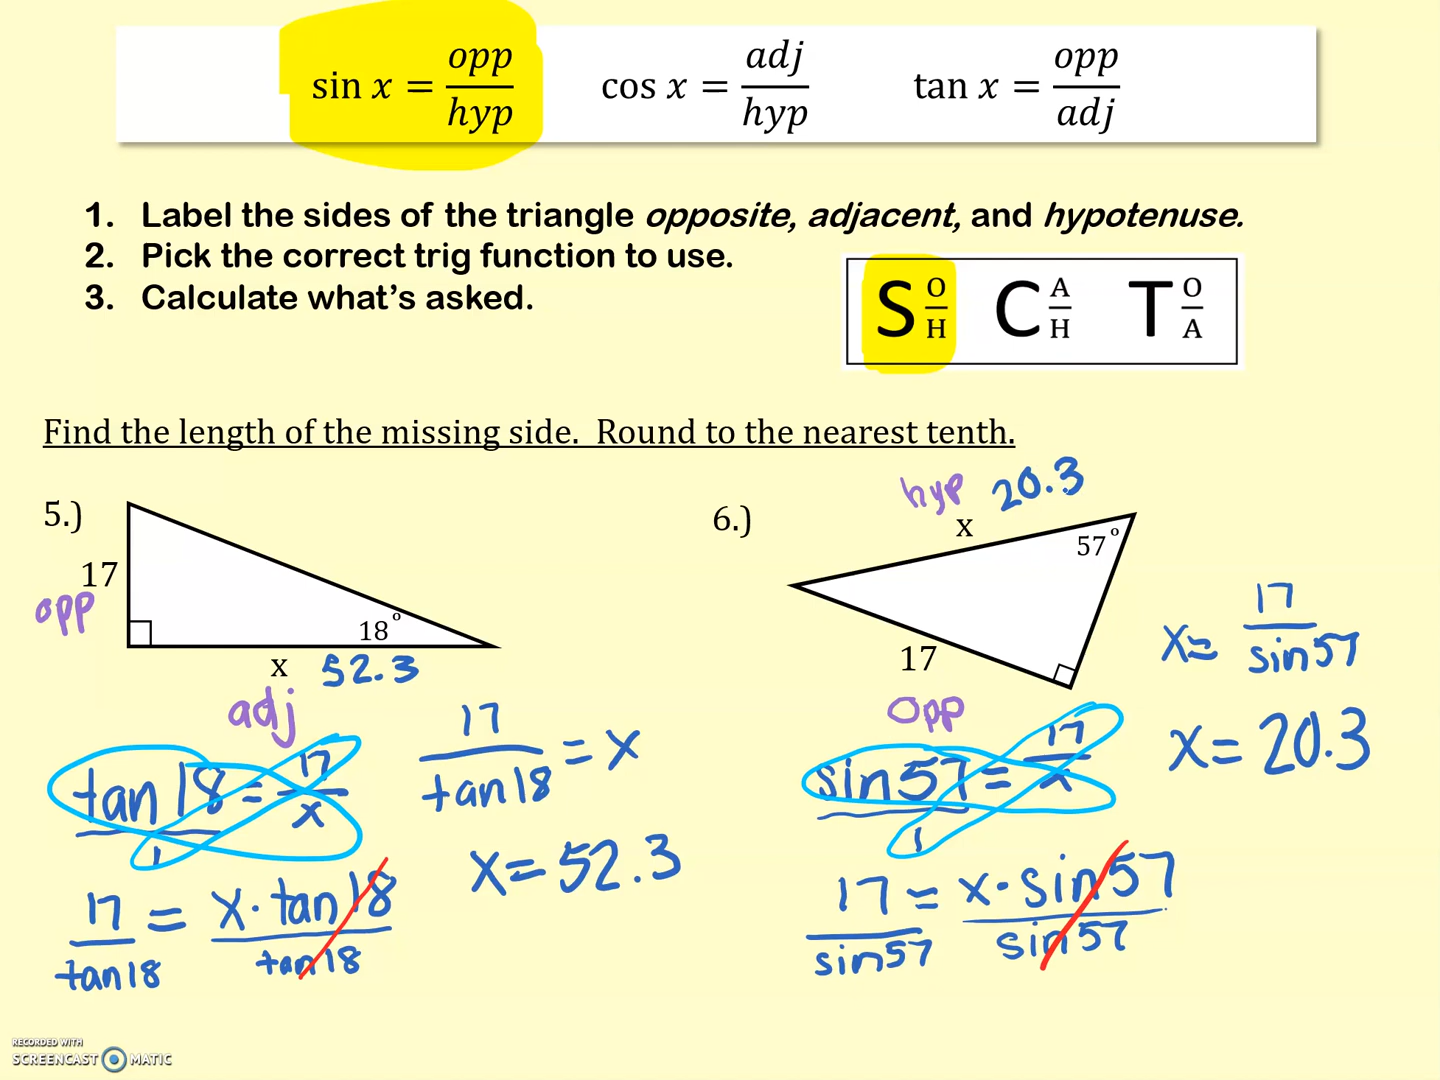 sin x = opp/hyp cos x = adj/hyp tan x = opp/adj
1. Label the sides of the triangle opposite, adjacent, and hypotenuse.
2. Pick the correct trig function to use.
3. Calculate what's asked.
S O/H C A/H T O/A
Find the length of the missing side. Round to the nearest tenth.
5.)
17
opp
18°
x 52.3
adj
tan18/1 = 17/x
17/tan18 = x·tan18/tan18
17/tan18 = x
x=52.3
6.)
hyp 20.3
x
57°
17
opp
sin57/1 = 17/x
17/sin57 = x·sin57/sin57
x= 17/sin57
x=20.3
RECORDED WITH
SCREENCAST MATIC